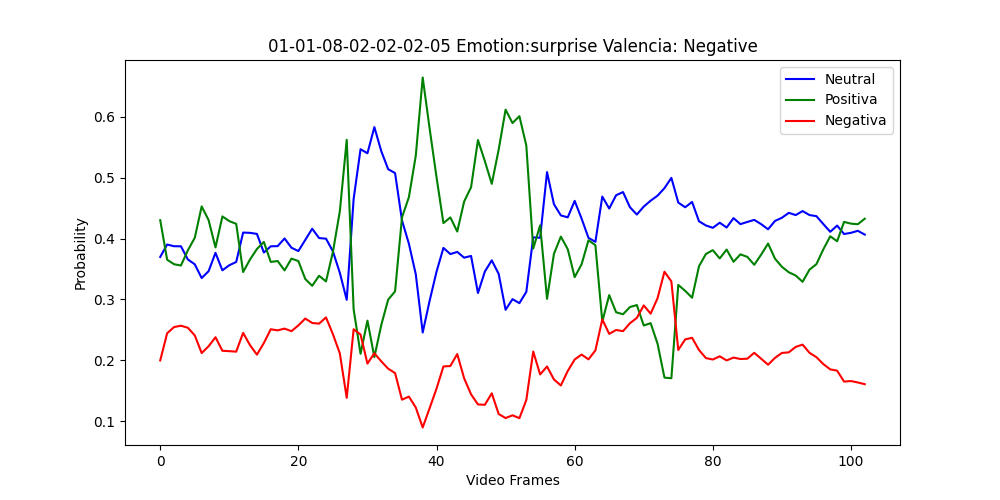 01-01-08-02-02-02-05 Emotion:surprise Valencia: Negative
Neutral
Positiva
Negativa
Probability
0.6
0.5
0.4
0.3
0.2
0.1
0 20 40 60 80 100
Video Frames